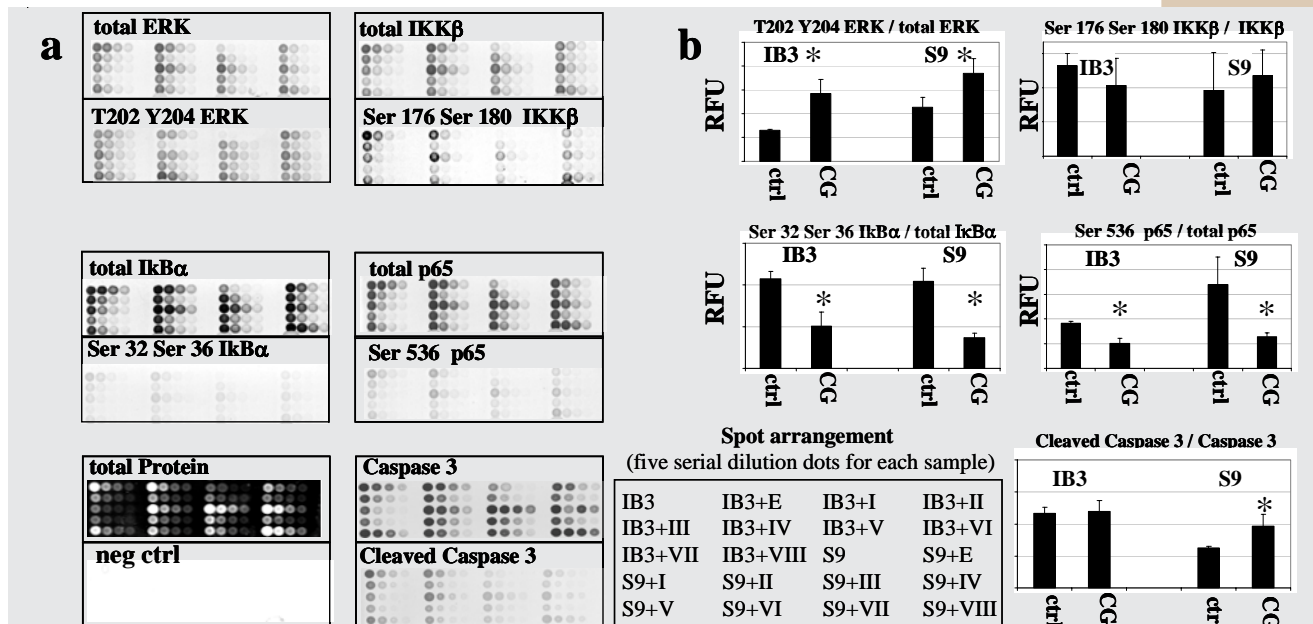 a
total ERK
T202 Y204 ERK
total IKKβ
Ser 176 Ser 180 IKKβ
total IkBα
Ser 32 Ser 36 IkBα
total p65
Ser 536 p65
total Protein
neg ctrl
Caspase 3
Cleaved Caspase 3
b
T202 Y204 ERK / total ERK
IB3 * S9 *
RFU
ctrl CG ctrl CG
Ser 176 Ser 180 IKKβ / IKKβ
IB3 S9
RFU
ctrl CG ctrl CG
Ser 32 Ser 36 IkBα / total IκBα
IB3 S9
* *
RFU
ctrl CG ctrl CG
Ser 536 p65 / total p65
IB3 S9
* *
ctrl CG ctrl CG
Spot arrangement
(five serial dilution dots for each sample)
IB3 IB3+E IB3+I IB3+II
IB3+III IB3+IV IB3+V IB3+VI
IB3+VII IB3+VIII S9 S9+E
S9+I S9+II S9+III S9+IV
S9+V S9+VI S9+VII S9+VIII
Cleaved Caspase 3 / Caspase 3
IB3 S9
*
ctrl CG ctr CG